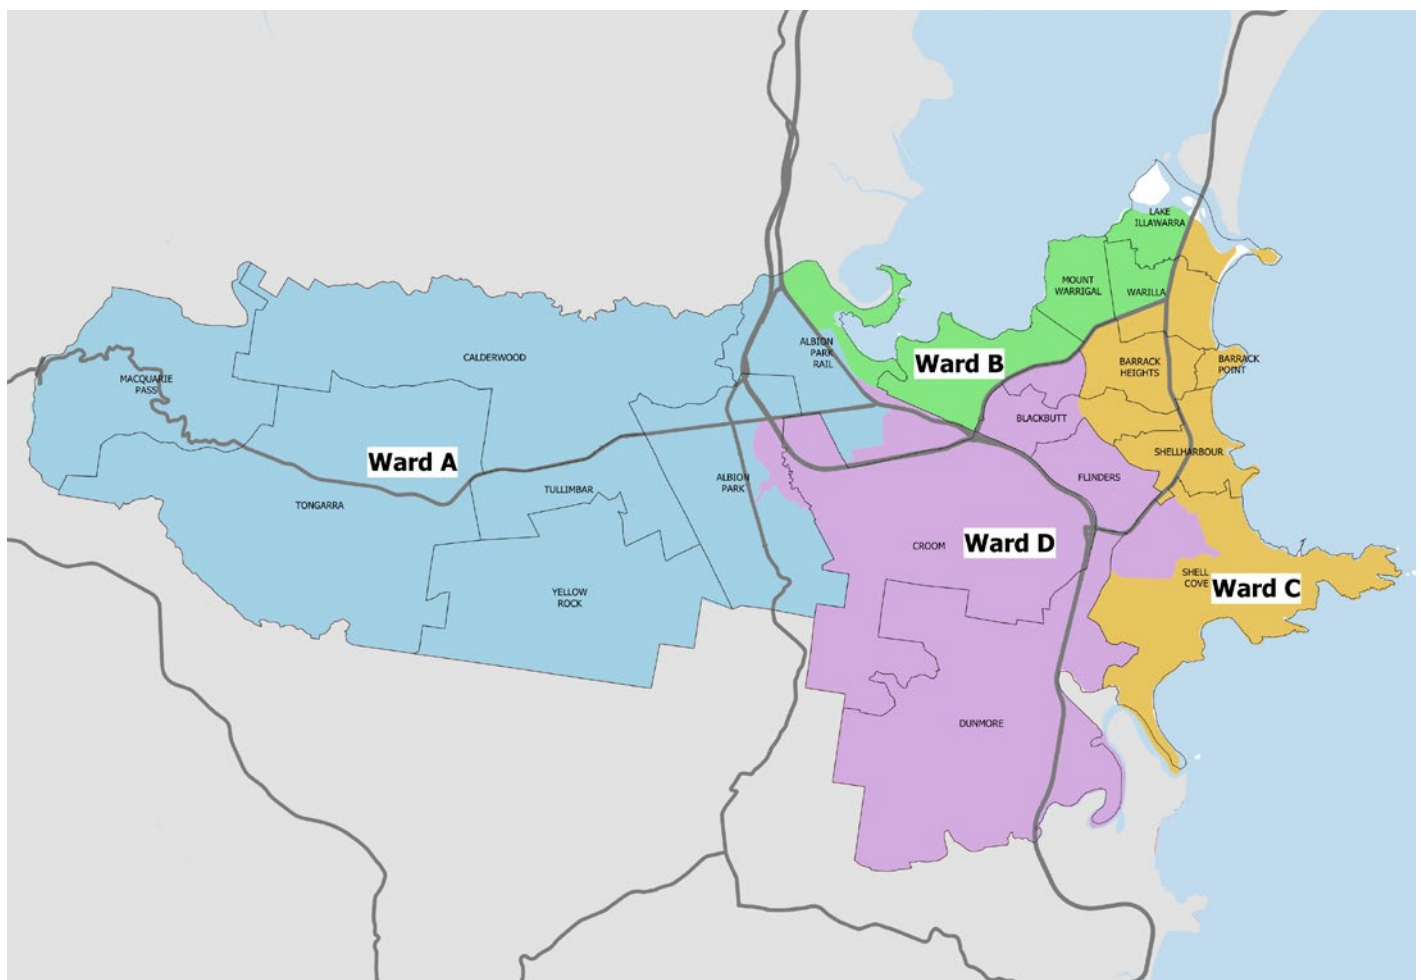 LAKE
ILLAWARRA
MOUNT
WARRIGAL
WARILLA
ALBION
PARK
RAIL
Ward B
CALDERWOOD
BARRACK
HEIGHTS
BARRACK
POINT
MACQUARIE
PASS
BLACKBUTT
Ward A
SHELLHARBOUR
ALBION
PARK
FLINDERS
TULLIMBAR
TONGARRA
CROOM
Ward D
SHELL
COVE
Ward C
YELLOW
ROCK
DUNMORE